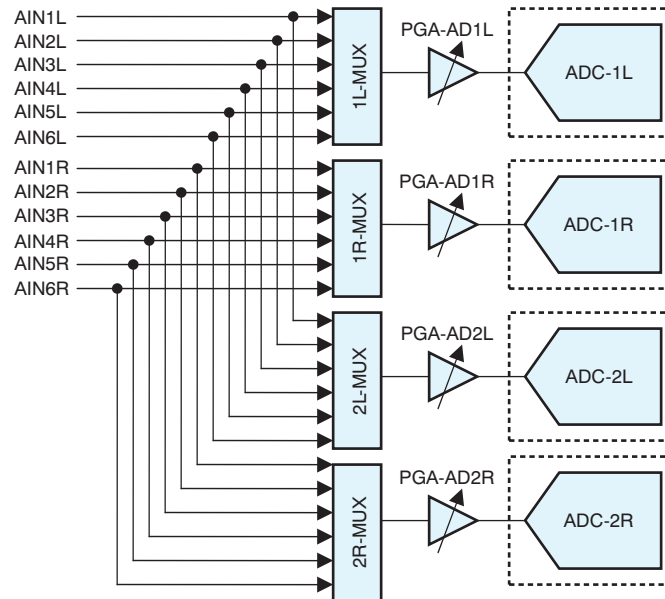 AIN1L
AIN2L
AIN3L
AIN4L
AIN5L
AIN6L
AIN1R
AIN2R
AIN3R
AIN4R
AIN5R
AIN6R
1L-MUX
PGA-AD1L
ADC-1L
1R-MUX
PGA-AD1R
ADC-1R
2L-MUX
PGA-AD2L
ADC-2L
2R-MUX
PGA-AD2R
ADC-2R